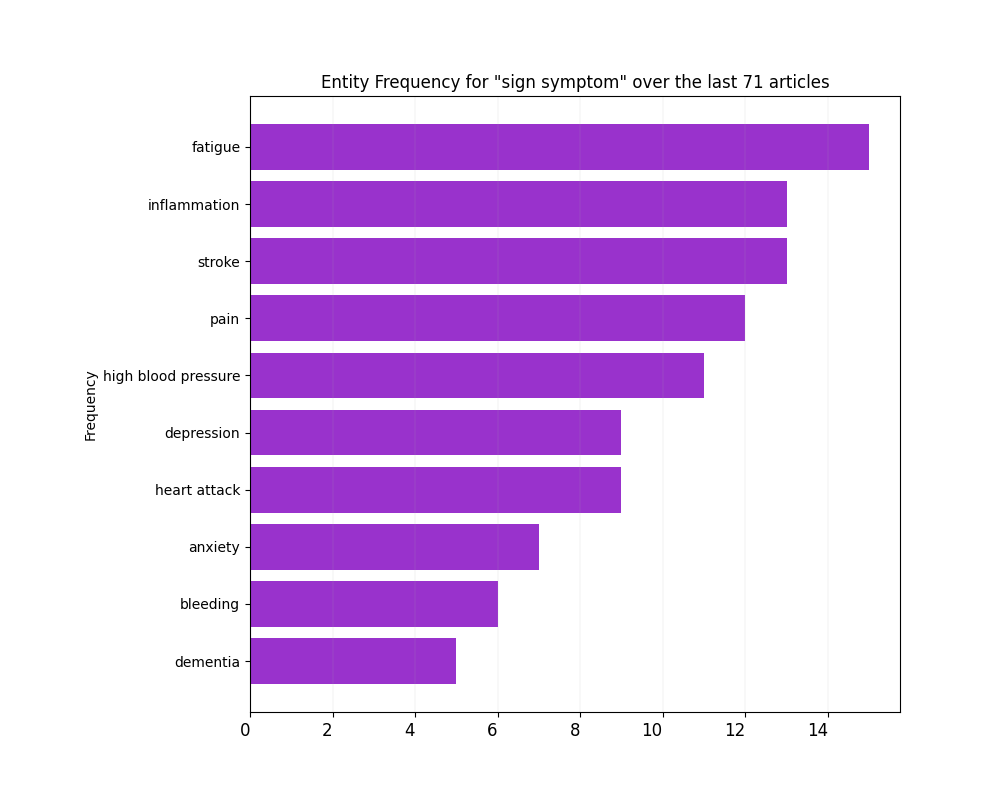 Entity Frequency for "sign symptom" over the last 71 articles
fatigue
inflammation
stroke
pain
high blood pressure
depression
heart attack
anxiety
bleeding
dementia
Frequency
0 2 4 6 8 10 12 14